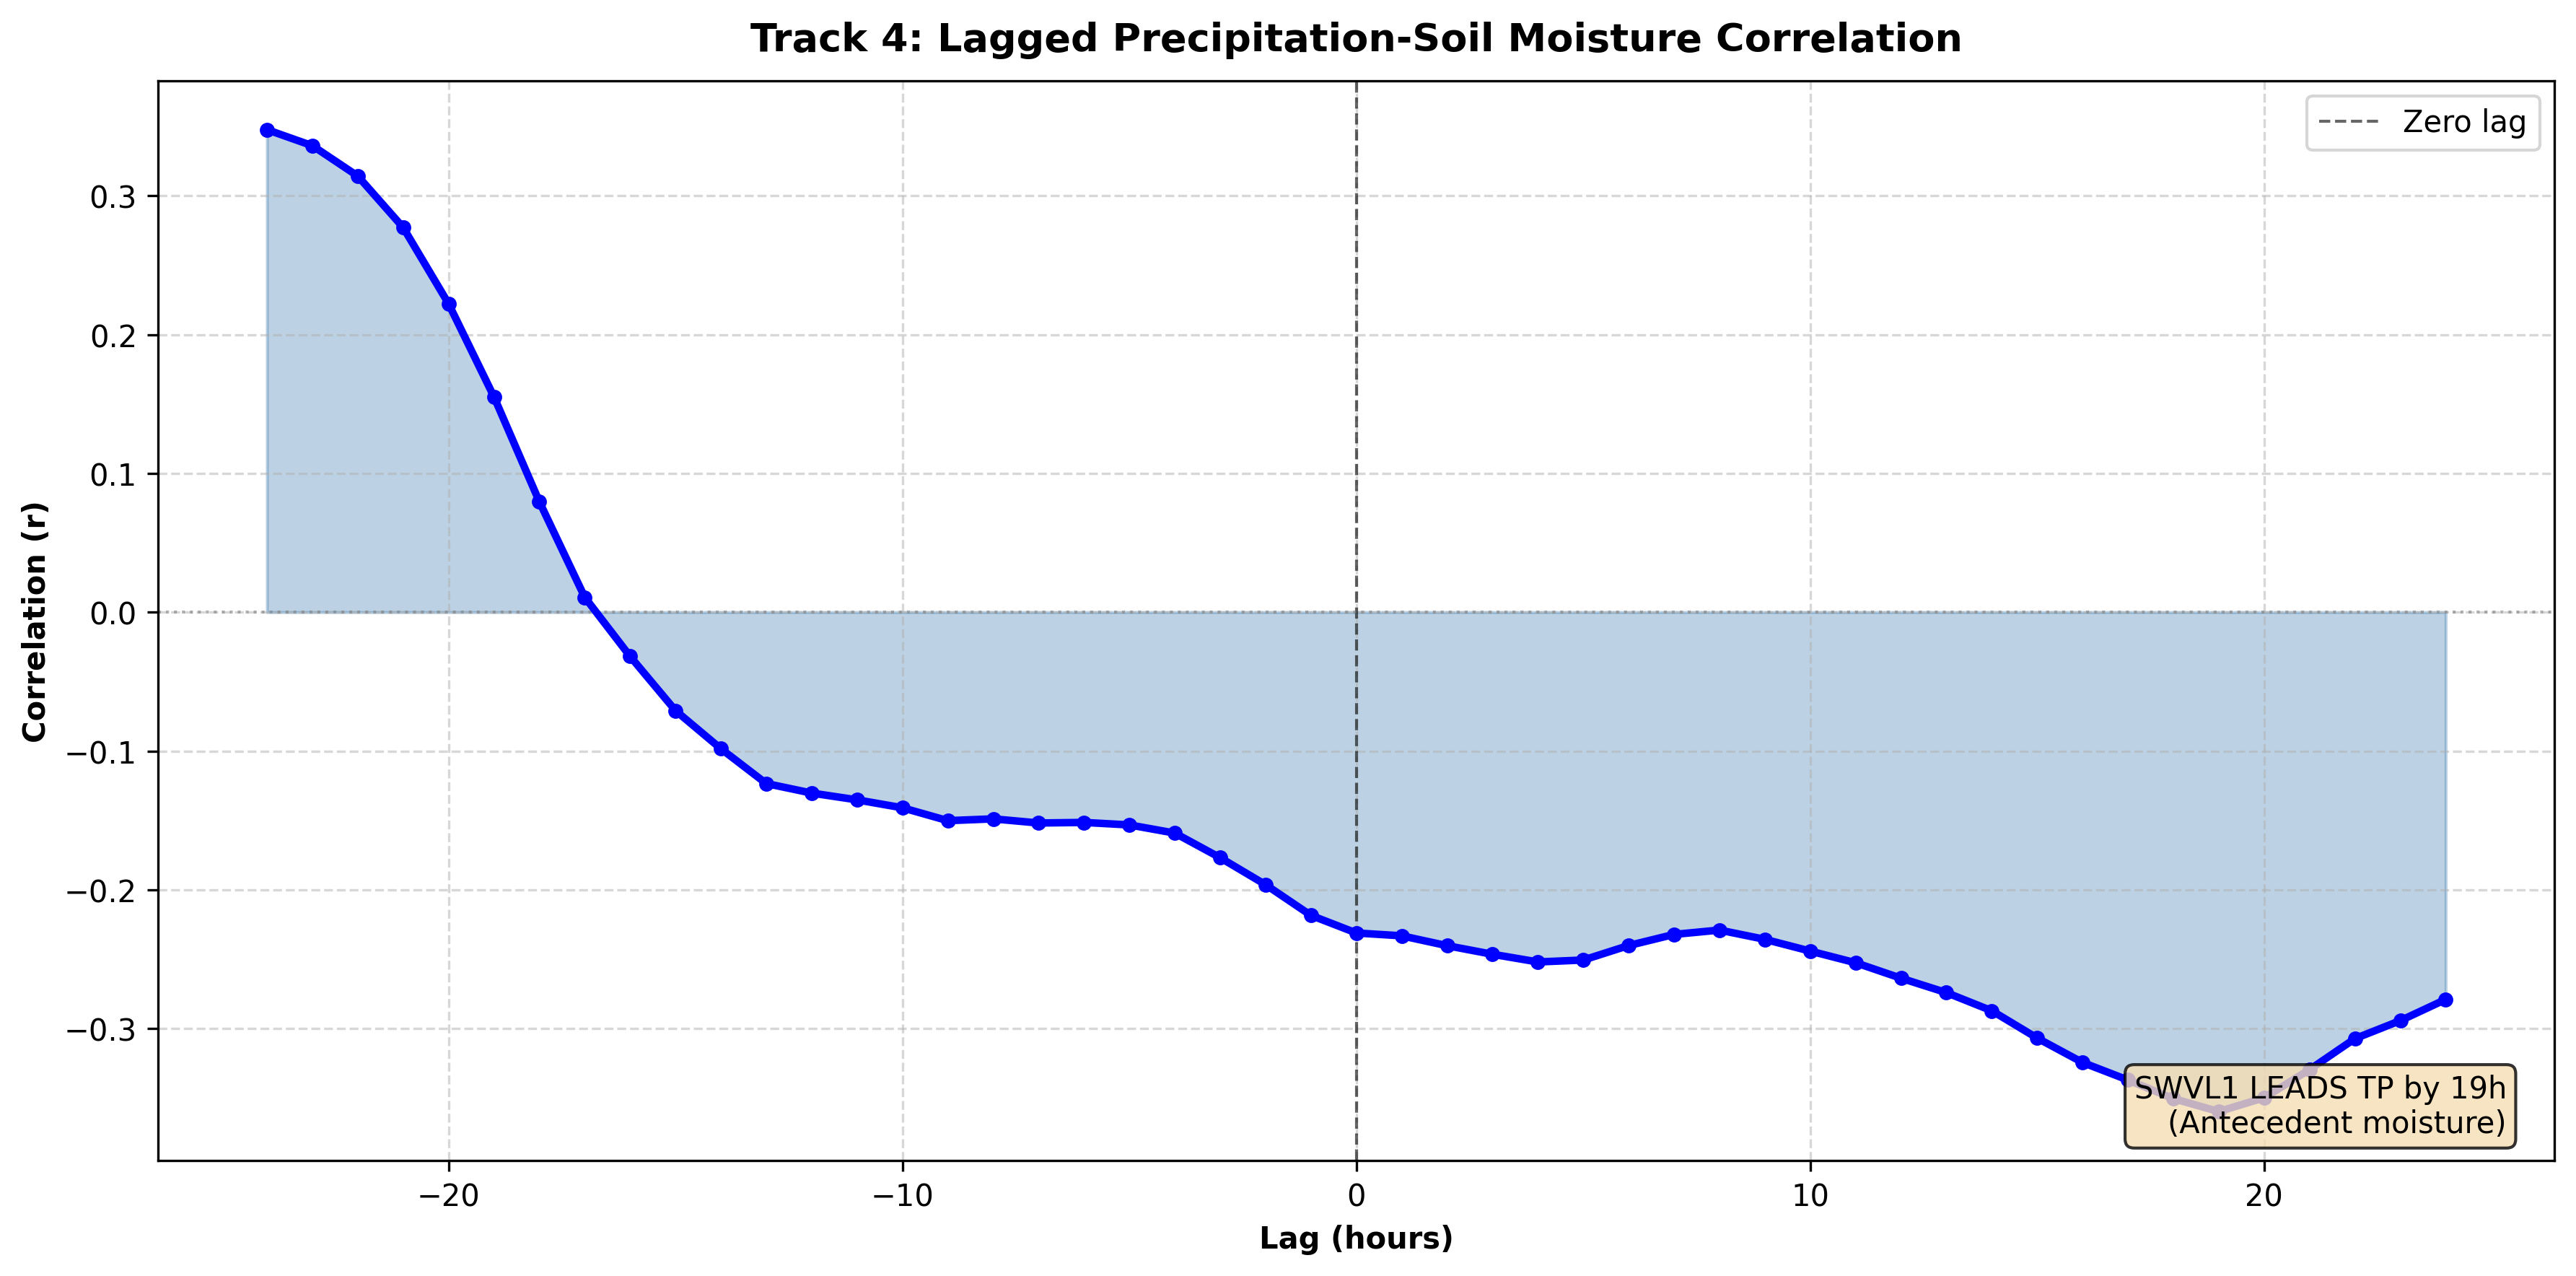 Track 4: Lagged Precipitation-Soil Moisture Correlation
Zero lag
Correlation (r)
0.3
0.2
0.1
0.0
−0.1
−0.2
−0.3
SWVL1 LEADS TP by 19h
(Antecedent moisture)
−20
−10
0
10
20
Lag (hours)